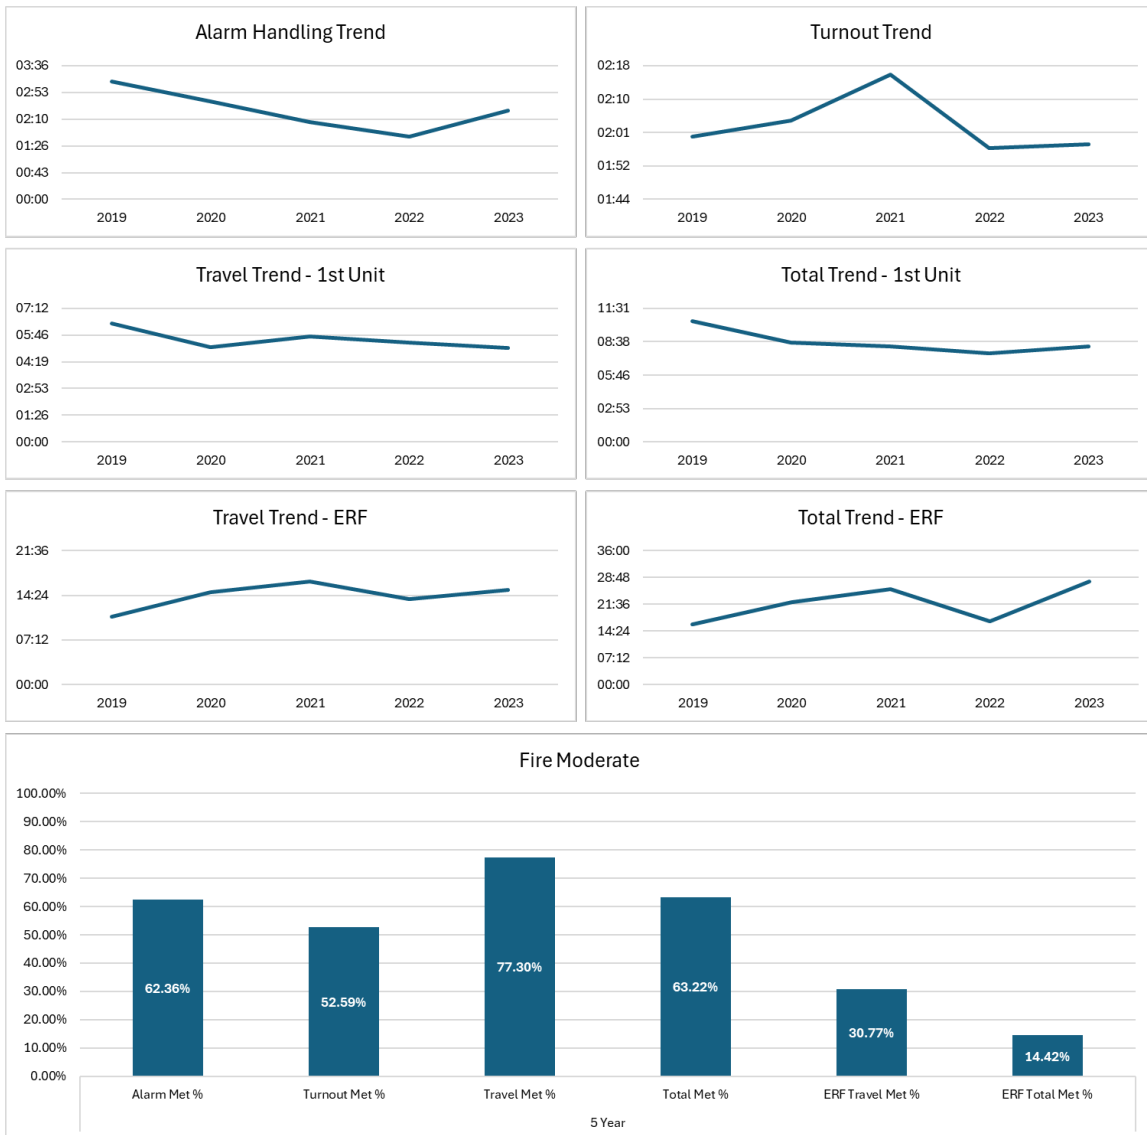 Alarm Handling Trend
03:36
02:53
02:10
01:26
00:43
00:00
2019 2020 2021 2022 2023
Turnout Trend
02:18
02:10
02:01
01:52
01:44
2019 2020 2021 2022 2023
Travel Trend - 1st Unit
07:12
05:46
04:19
02:53
01:26
00:00
2019 2020 2021 2022 2023
Total Trend - 1st Unit
11:31
08:38
05:46
02:53
00:00
2019 2020 2021 2022 2023
Travel Trend - ERF
21:36
14:24
07:12
00:00
2019 2020 2021 2022 2023
Total Trend - ERF
36:00
28:48
21:36
14:24
07:12
00:00
2019 2020 2021 2022 2023
Fire Moderate
100.00%
90.00%
80.00%
70.00%
60.00%
50.00%
40.00%
30.00%
20.00%
10.00%
0.00%
62.36% 52.59% 77.30% 63.22% 30.77% 14.42%
Alarm Met % Turnout Met % Travel Met % Total Met % ERF Travel Met % ERF Total Met %
5 Year